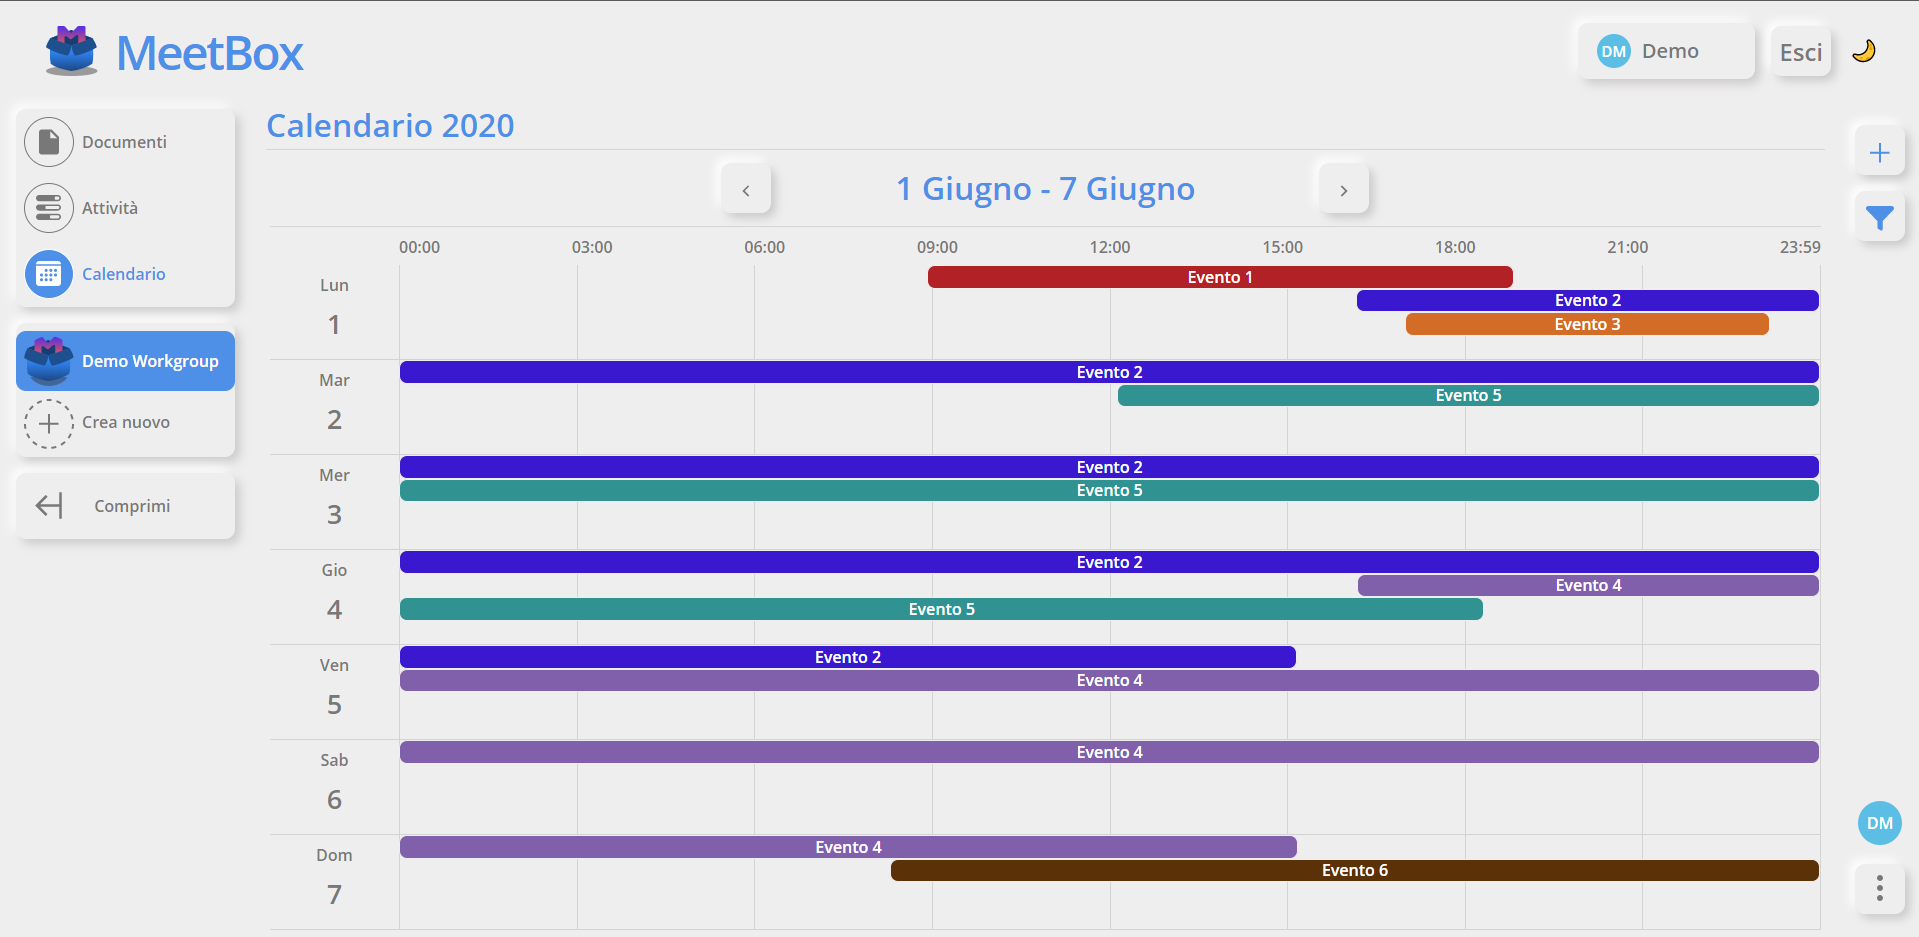 MeetBox
DM Demo
Esci
Documenti
Attività
Calendario
Demo Workgroup
Crea nuovo
Comprimi
Calendario 2020
1 Giugno - 7 Giugno
00:00 03:00 06:00 09:00 12:00 15:00 18:00 21:00 23:59
Lun
1
Evento 1
Evento 2
Evento 3
Mar
2
Evento 2
Evento 5
Mer
3
Evento 2
Evento 5
Gio
4
Evento 2
Evento 4
Evento 5
Ven
5
Evento 2
Evento 4
Sab
6
Evento 4
Dom
7
Evento 4
Evento 6
DM